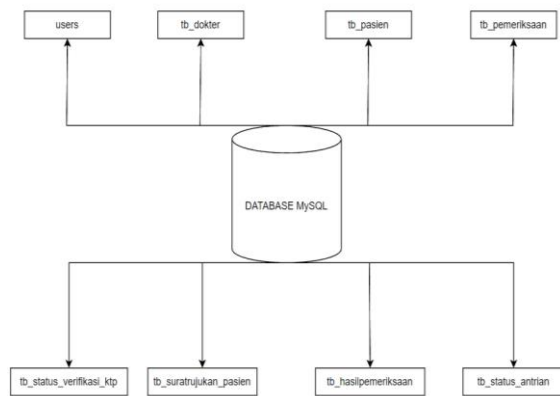 users
tb_dokter
tb_pasien
tb_pemeriksaan
DATABASE MySQL
tb_status_verifikasi_ktp
tb_suratrujukan_pasien
tb_hasilpemeriksaan
tb_status_antrian